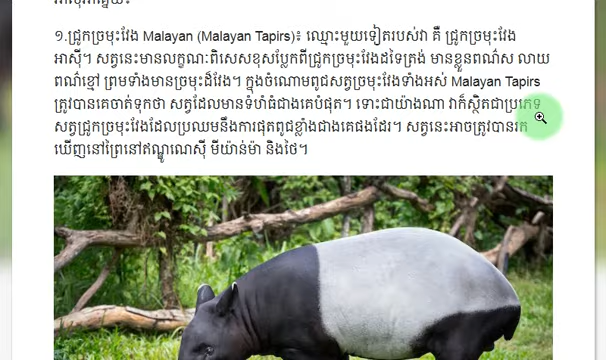 ១.ជ្រូកច្រមុះវែង Malayan (Malayan Tapirs)៖ ឈ្មោះមួយទៀតរបស់វា គឺ ជ្រូកច្រមុះវែង
អាស៊ី។ សត្វនេះមានលក្ខណៈពិសេសខុសប្លែកពីជ្រូកច្រមុះវែងដទៃត្រង់ មានខ្លួនពណ៌ស លាយ
ពណ៌ខ្មៅ ព្រមទាំងមានច្រមុះដ៏វែង។ ក្នុងចំណោមពូជសត្វច្រមុះវែងទាំងអស់ Malayan Tapirs
ត្រូវបានគេចាត់ទុកថា សត្វដែលមានទំហំធំជាងគេបំផុត។ ទោះជាយ៉ាងណា វាក៏ស្ថិតជាប្រភេទ
សត្វជ្រូកច្រមុះវែងដែលប្រឈមនឹងការផុតពូជខ្លាំងជាងគេផងដែរ។ សត្វនេះអាចត្រូវបានរក
ឃើញនៅព្រៃនៅឥណ្ឌូណេស៊ី មីយ៉ាន់ម៉ា និងថៃ។